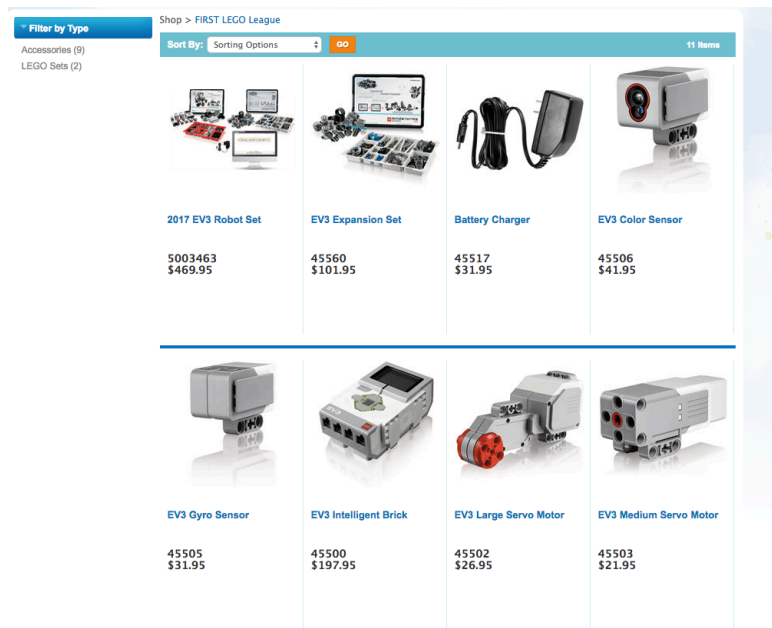 Shop > FIRST LEGO League
Filter by Type
Accessories (9)
LEGO Sets (2)
Sort By: Sorting Options GO 11 Items
2017 EV3 Robot Set
5003463
$469.95
EV3 Expansion Set
45560
$101.95
Battery Charger
45517
$31.95
EV3 Color Sensor
45506
$41.95
EV3 Gyro Sensor
45505
$31.95
EV3
EV3 Intelligent Brick
45500
$197.95
EV3 Large Servo Motor
45502
$26.95
EV3 Medium Servo Motor
45503
$21.95